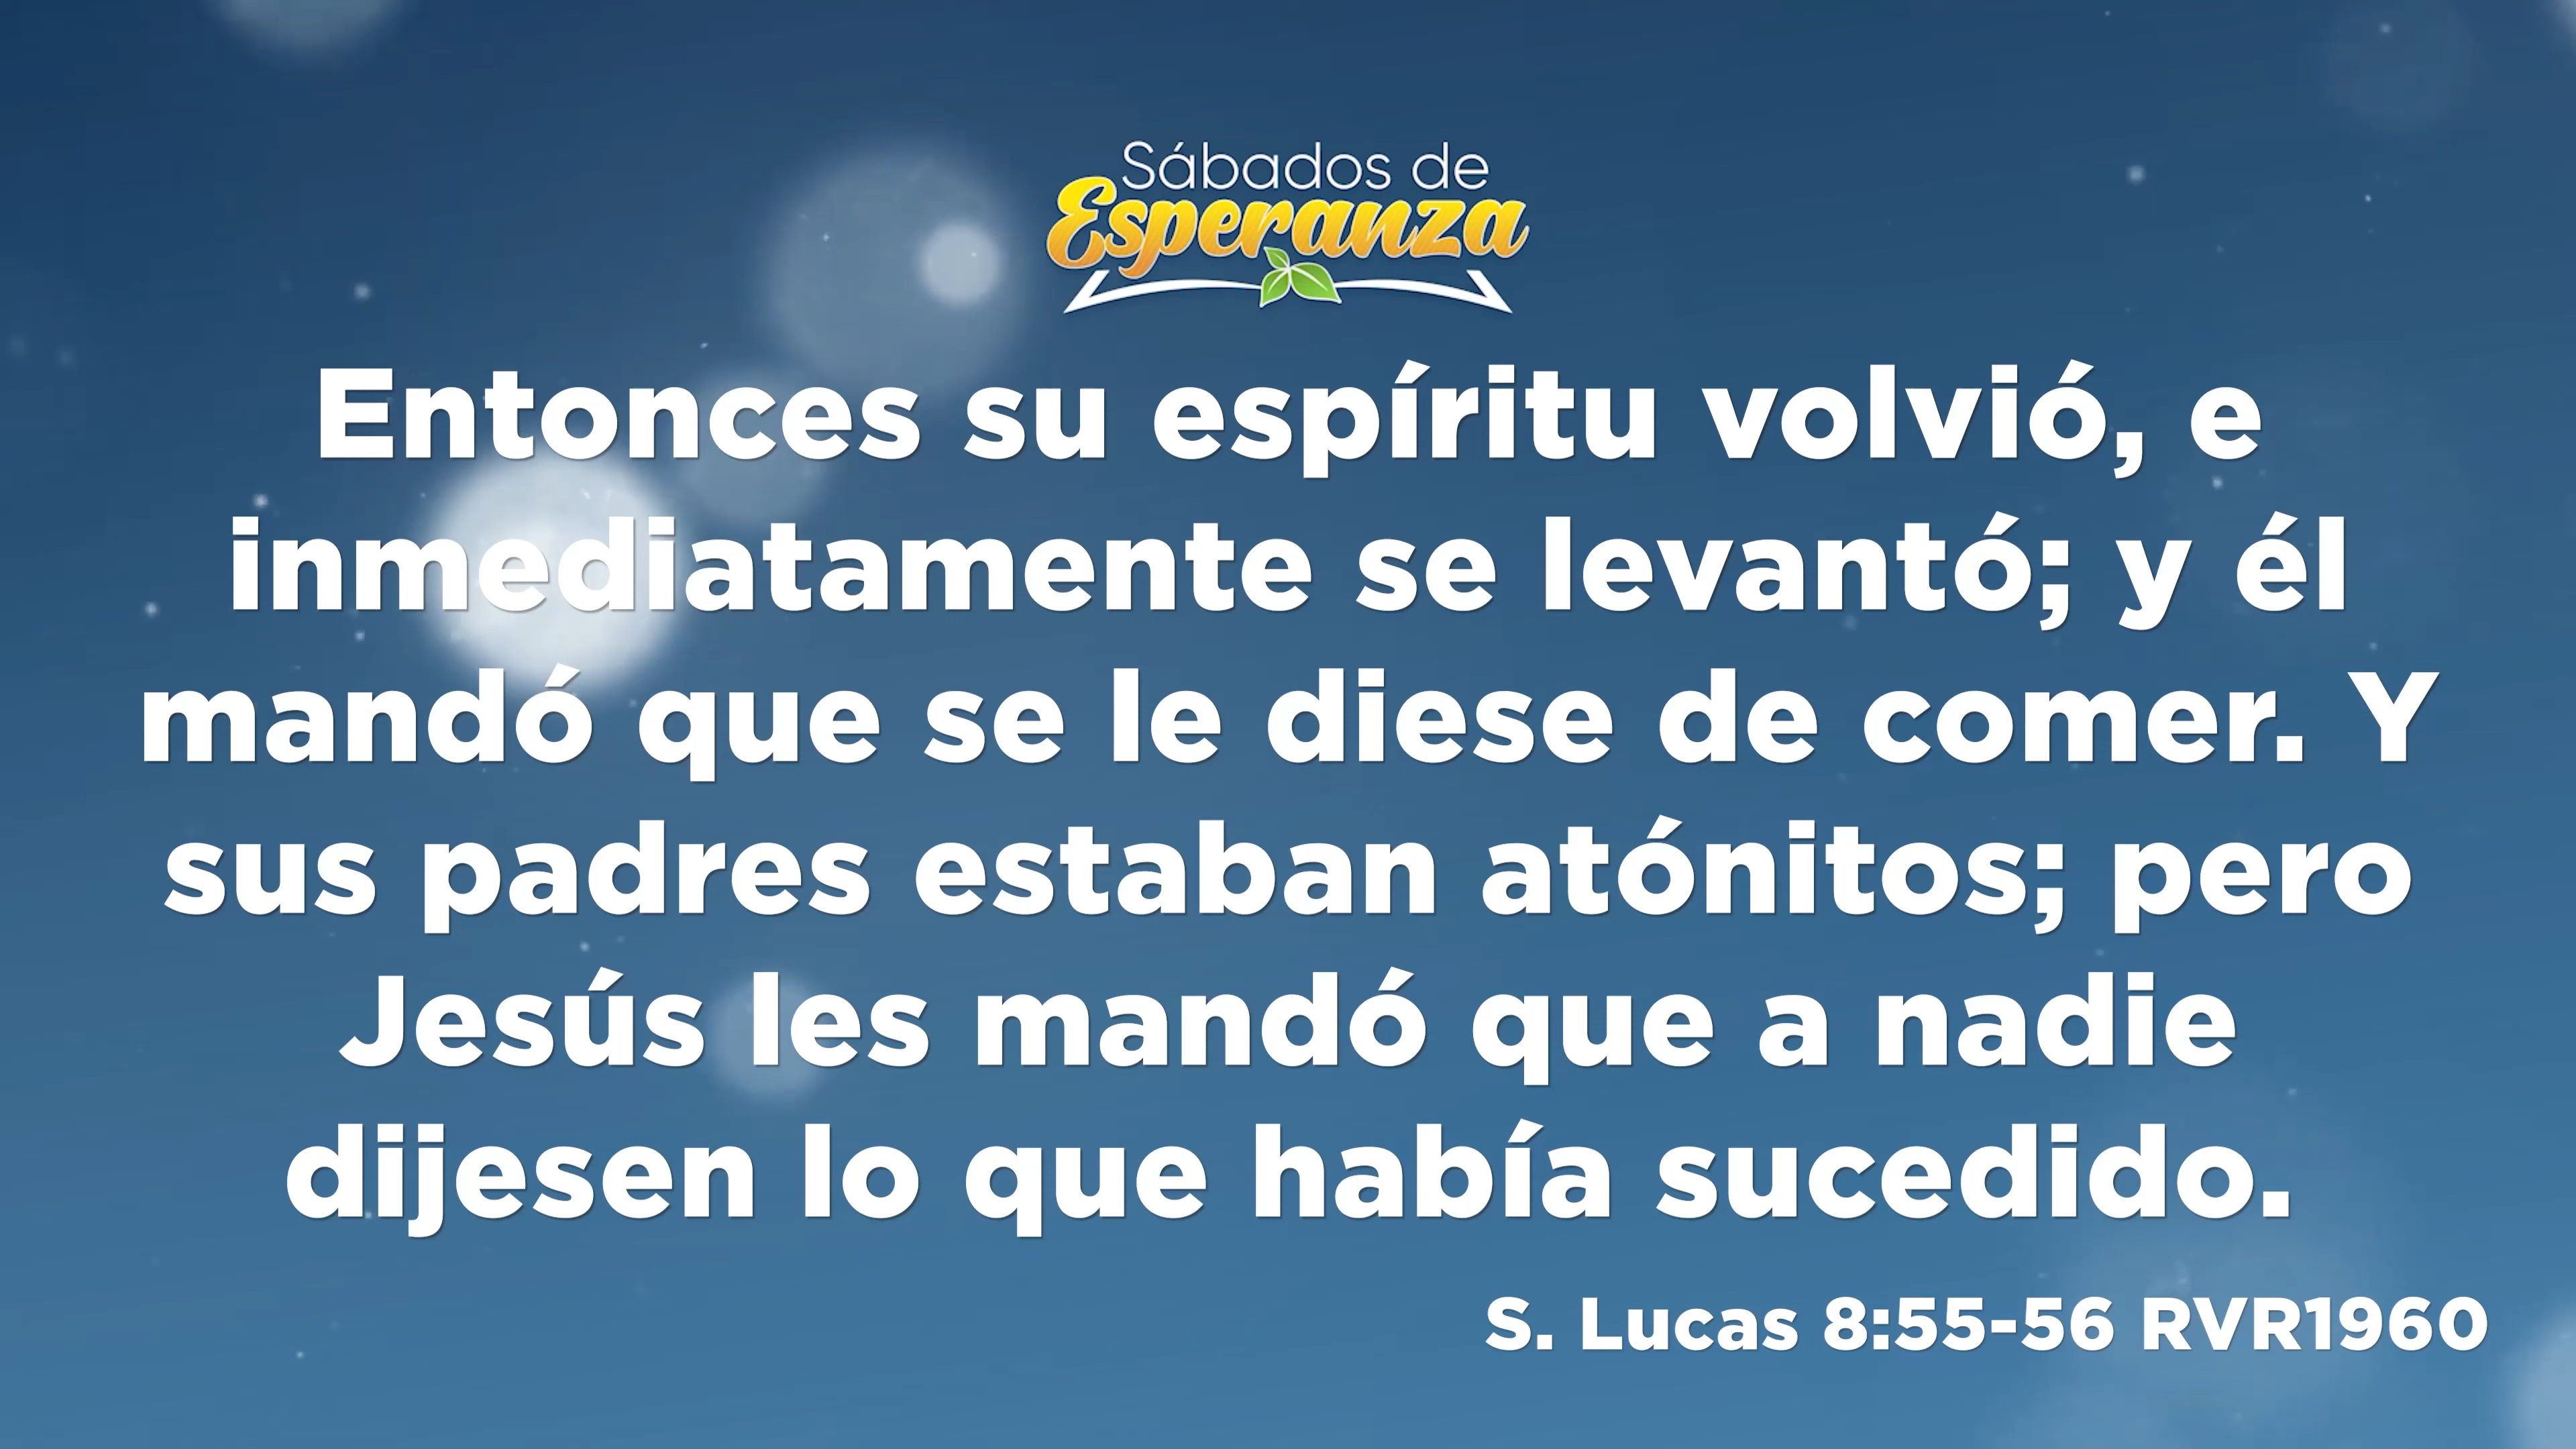 Sábados de
Esperanza
Entonces su espíritu volvió, e
inmediatamente se levantó; y él
mandó que se le diese de comer. Y
sus padres estaban atónitos; pero
Jesús les mandó que a nadie
dijesen lo que había sucedido.
S. Lucas 8:55-56 RVR1960